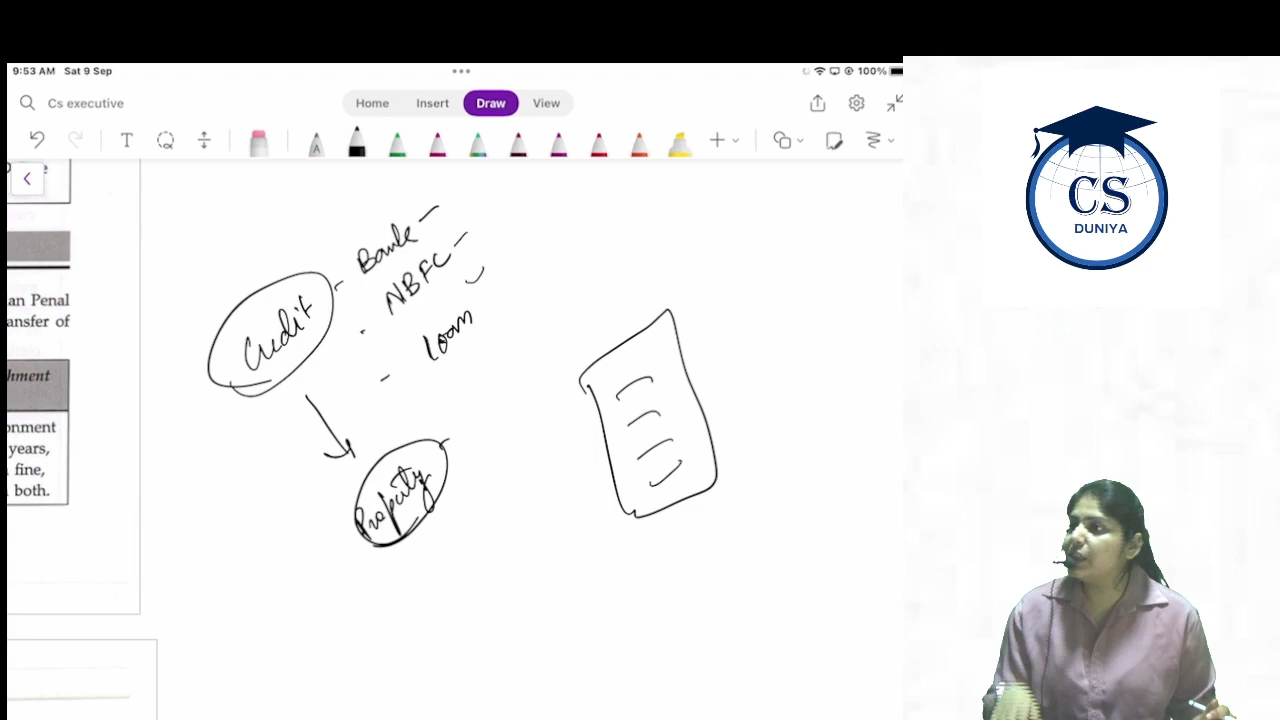 9:53 AM Sat 9 Sep
100%
Cs executive
Home Insert Draw View
T
A
an Penal
ansfer of
hment
onment
years,
fine,
both.
Credit
Bank
NBFC
loan
Property
CS
DUNIYA